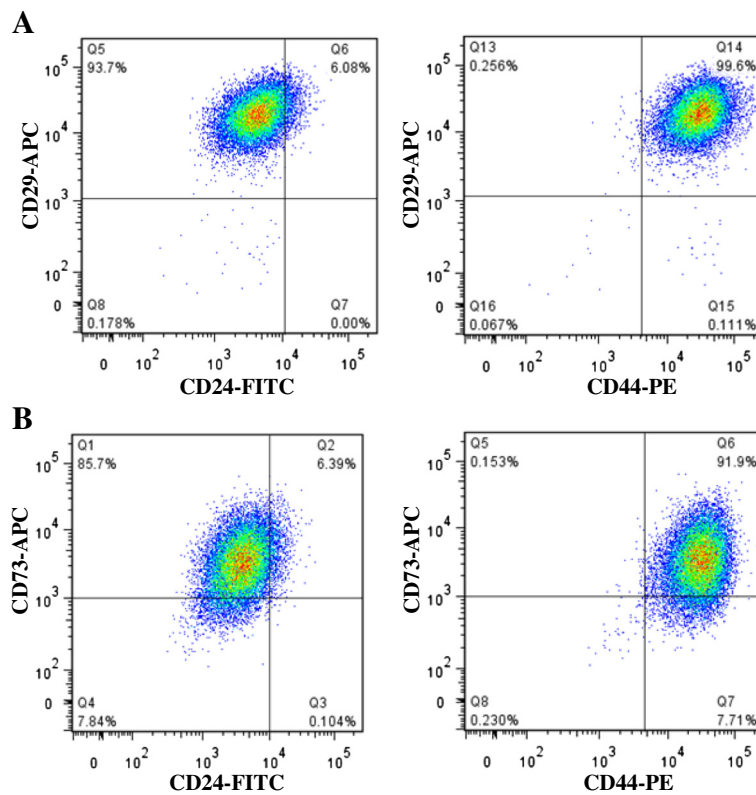 A
Q5
93.7%
Q6
6.08%
Q8
0.178%
Q7
0.00%
10^5
10^4
10^3
10^2
0
CD29-APC
0 10^2 10^3 10^4 10^5
CD24-FITC
Q13
0.256%
Q14
99.6%
Q16
0.067%
Q15
0.111%
10^5
10^4
10^3
10^2
0
CD29-APC
0 10^2 10^3 10^4 10^5
CD44-PE
B
Q1
85.7%
Q2
6.39%
Q4
7.84%
Q3
0.104%
10^5
10^4
10^3
10^2
0
CD73-APC
0 10^2 10^3 10^4 10^5
CD24-FITC
Q5
0.153%
Q6
91.9%
Q8
0.230%
Q7
7.71%
10^5
10^4
10^3
10^2
0
CD73-APC
0 10^2 10^3 10^4 10^5
CD44-PE